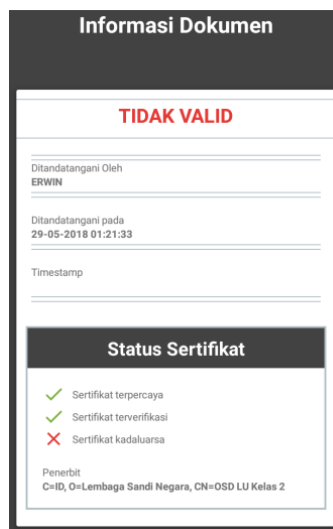 Informasi Dokumen
TIDAK VALID
Ditandatangani Oleh
ERWIN
Ditandatangani pada
29-05-2018 01:21:33
Timestamp
Status Sertifikat
Sertifikat terpercaya
Sertifikat terverifikasi
Sertifikat kadaluarsa
Penerbit
C=ID, O=Lembaga Sandi Negara, CN=OSD LU Kelas 2